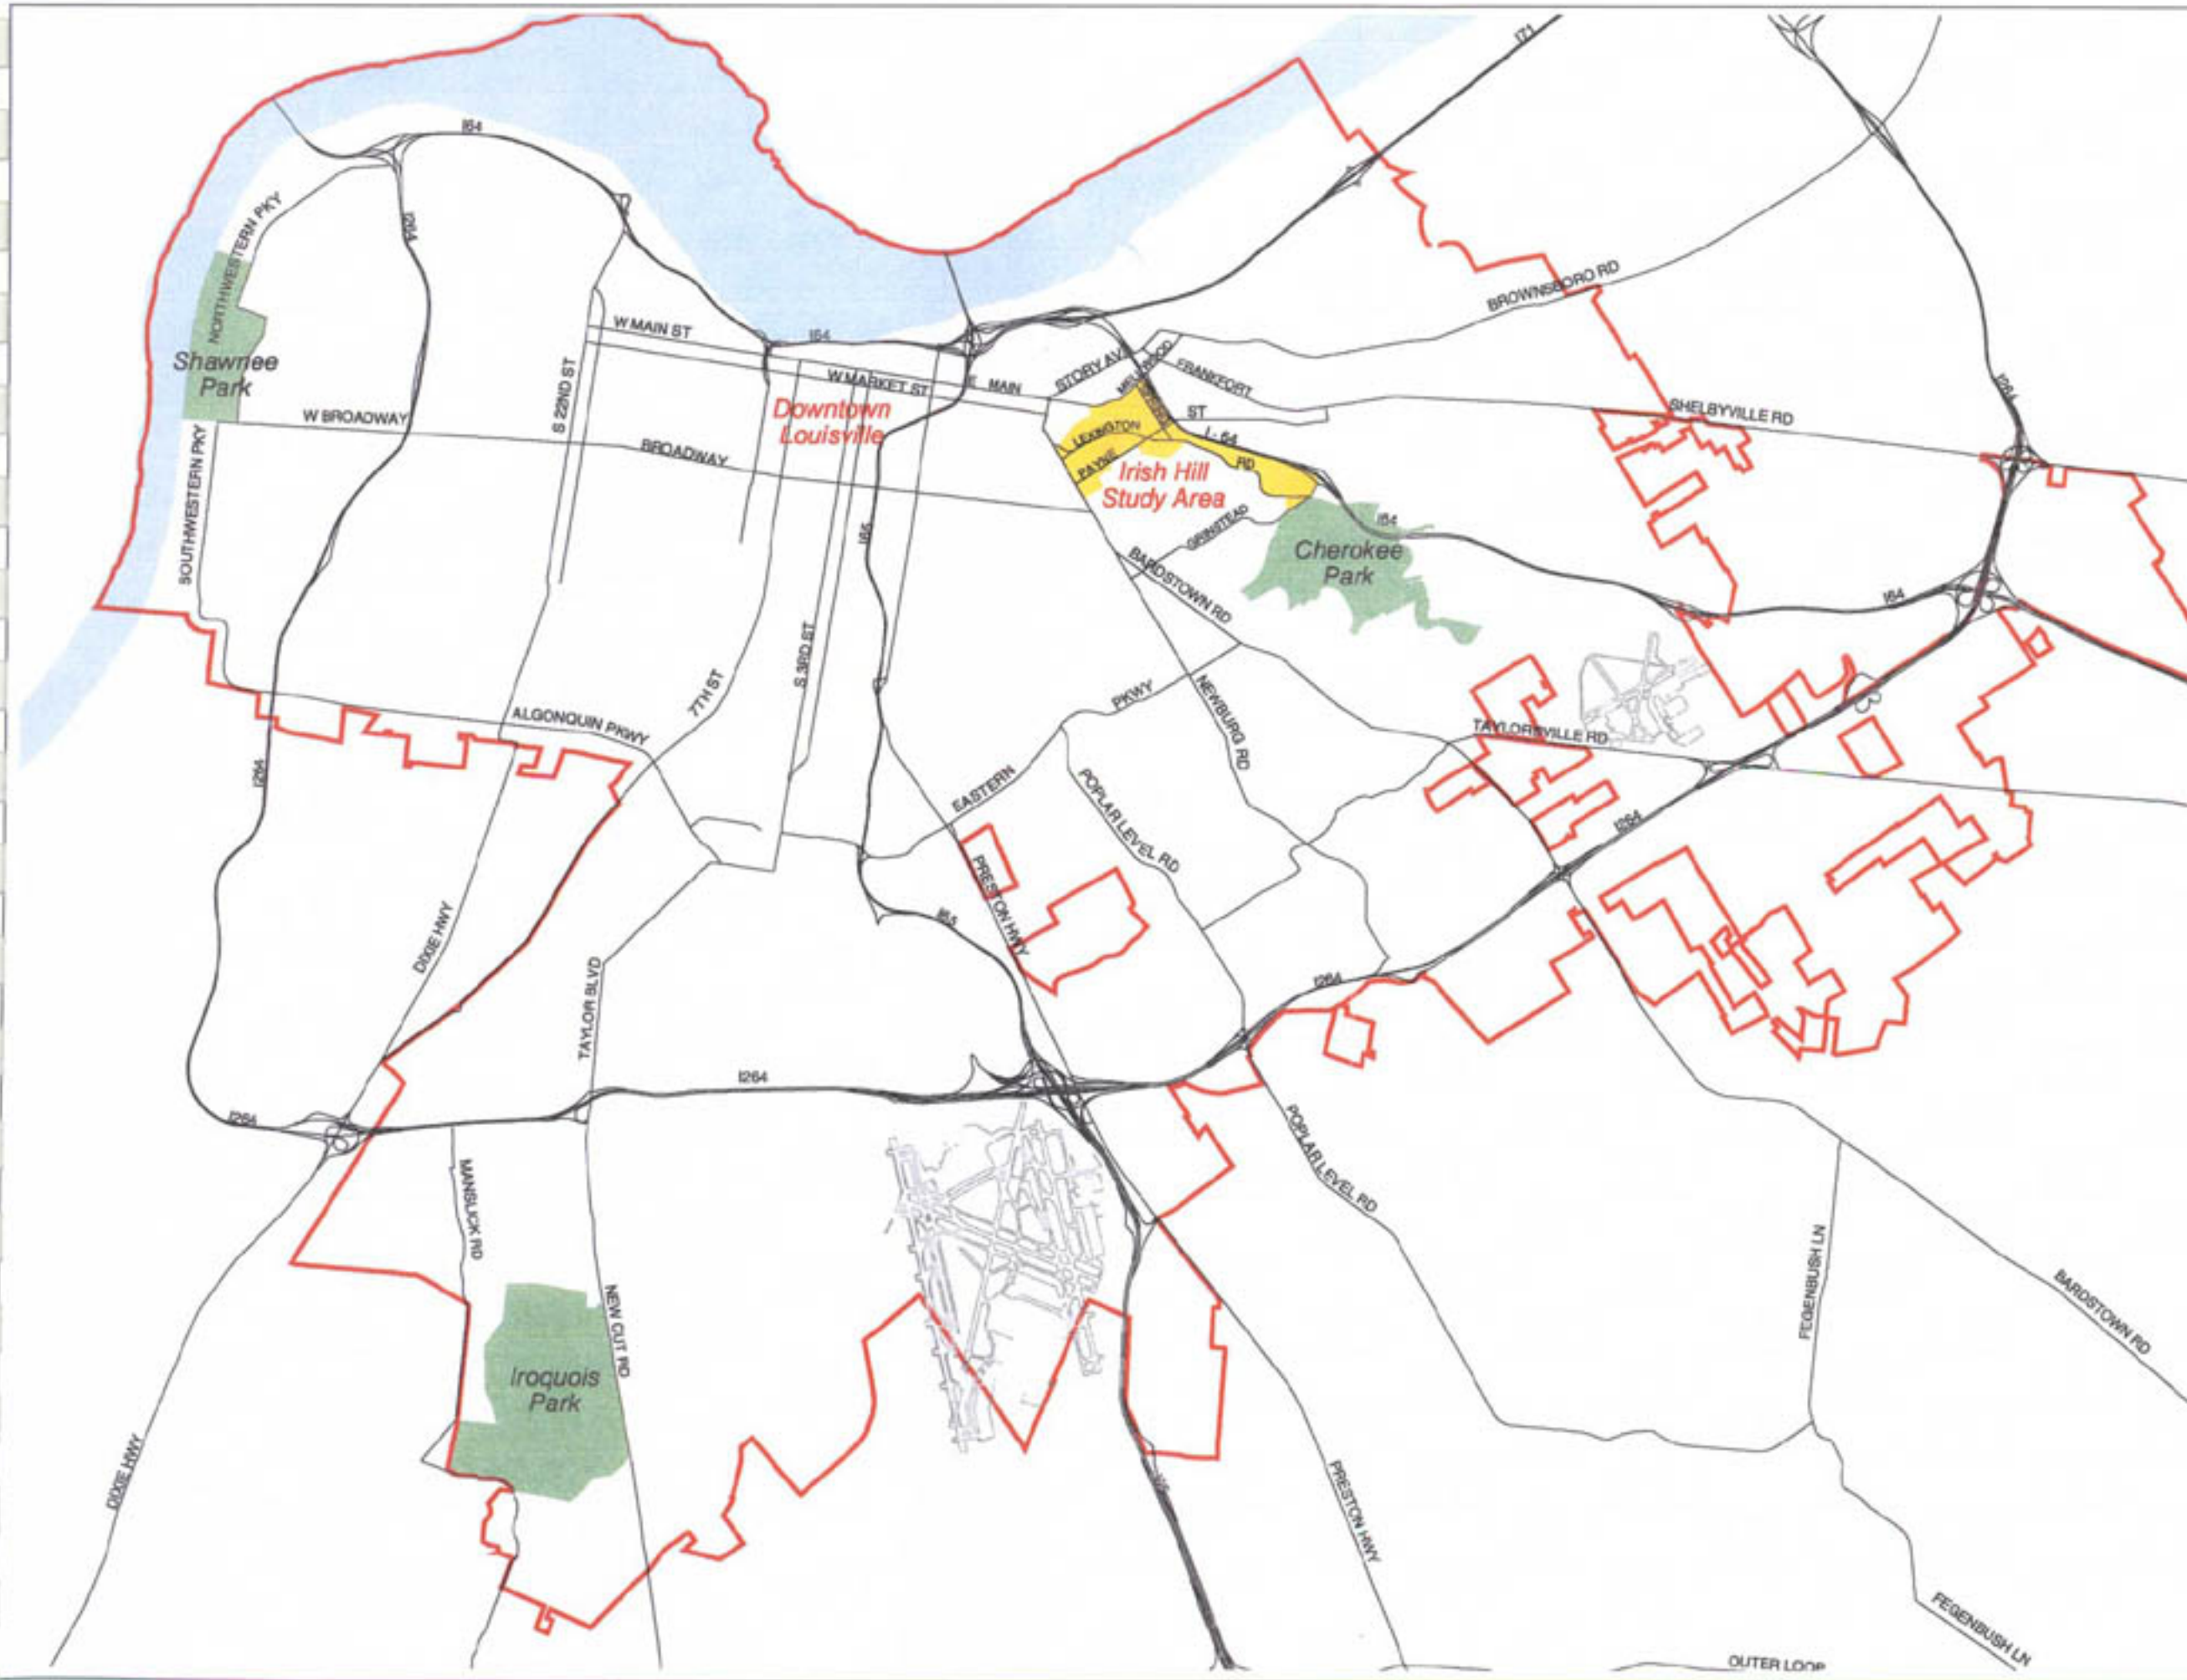 I71
I64
I264
NORTHWESTERN PKY
Shawnee
Park
W BROADWAY
SOUTHWESTERN PKY
S 22ND ST
W MAIN ST
I64
W MARKET ST
E MAIN
STORY AV
MELLWOOD
FRANKFORT
ST
BROWNSBORO RD
SHELBYVILLE RD
I264
Downtown
Louisville
BROADWAY
LEXINGTON
PAYNE
I - 64
RD
Irish Hill
Study Area
GRINSTEAD
I64
Cherokee
Park
I65
BARDSTOWN RD
I64
S 3RD ST
7TH ST
ALGONQUIN PKWY
PKWY
NEWBURG RD
TAYLORSVILLE RD
I264
EASTERN
POPLAR LEVEL RD
I264
PRESTON HWY
I65
DIXIE HWY
TAYLOR BLVD
I264
I264
I264
MANSLICK RD
POPLAR LEVEL RD
FEGENBUSH LN
BARDSTOWN RD
NEW CUT RD
Iroquois
Park
DIXIE HWY
I65
PRESTON HWY
FEGENBUSH LN
OUTER LOOP